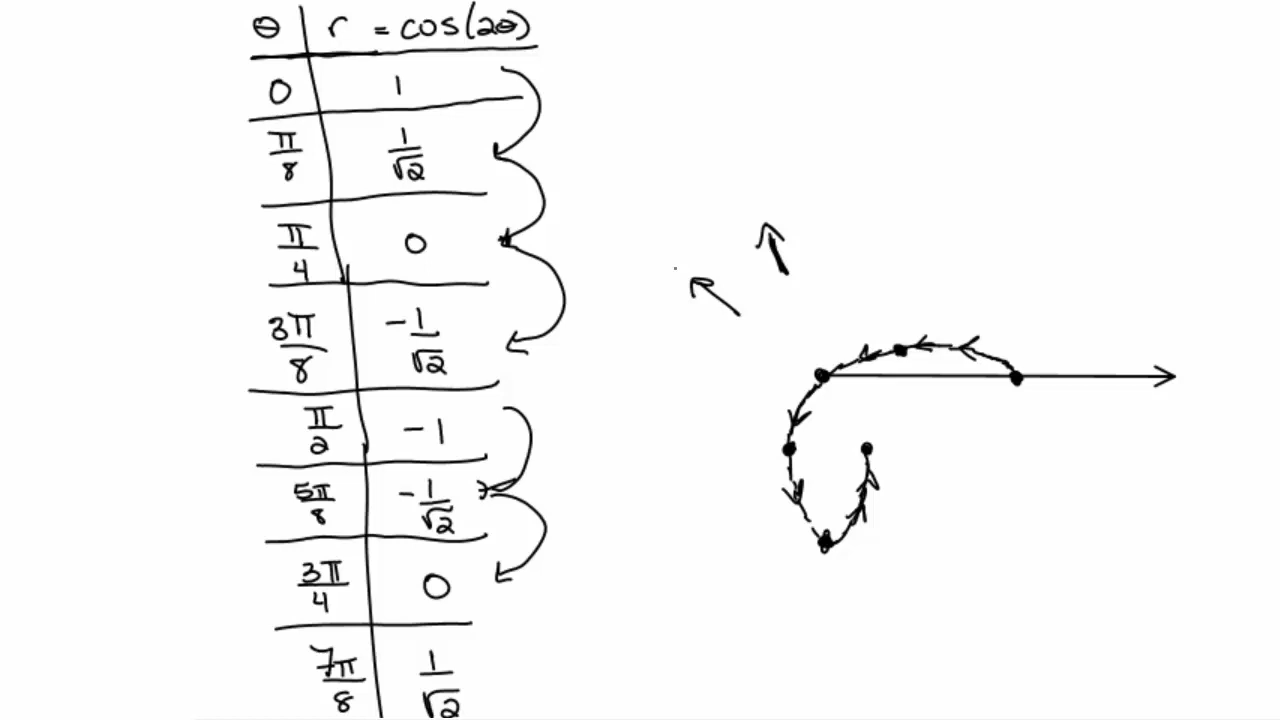 θ r = cos(2θ)
0 1
π/8 1/√2
π/4 0
3π/8 -1/√2
π/2 -1
5π/8 -1/√2
3π/4 0
7π/8 1/√2